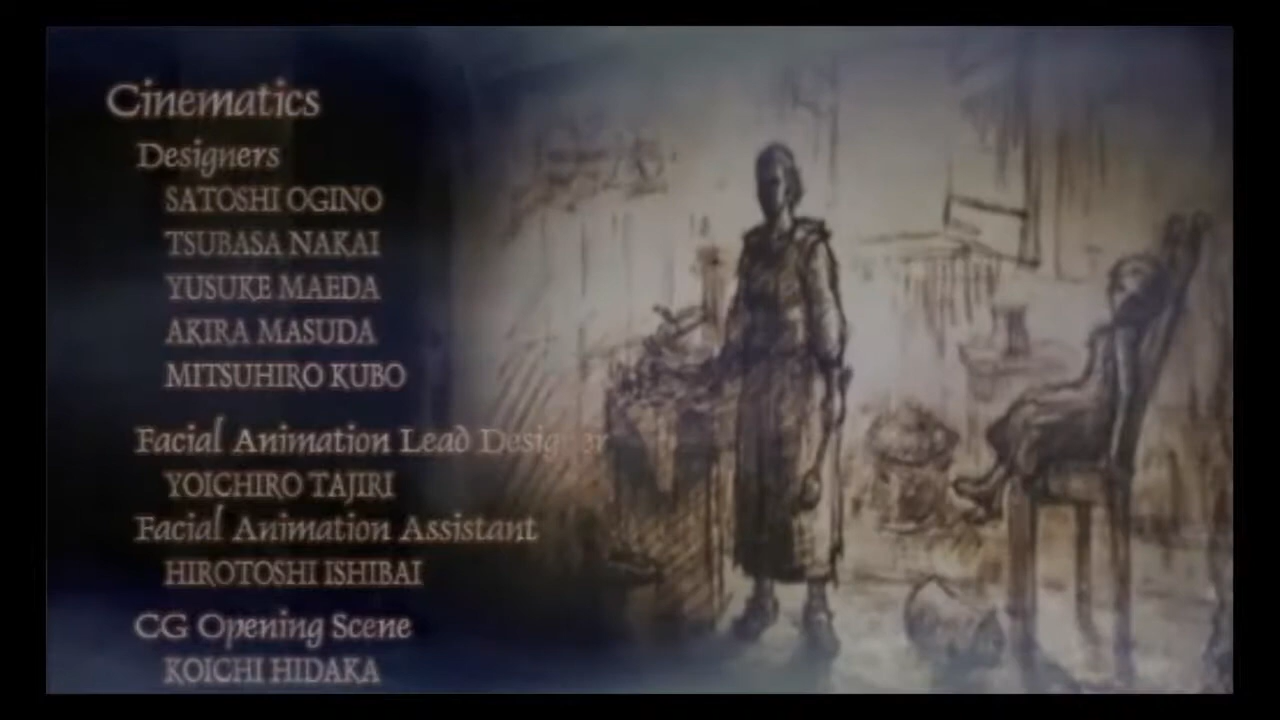 Cinematics
Designers
SATOSHI OGINO
TSUBASA NAKAI
YUSUKE MAEDA
AKIRA MASUDA
MITSUHIRO KUBO
Facial Animation Lead Designer
YOICHIRO TAJIRI
Facial Animation Assistant
HIROTOSHI ISHIBAI
CG Opening Scene
KOICHI HIDAKA